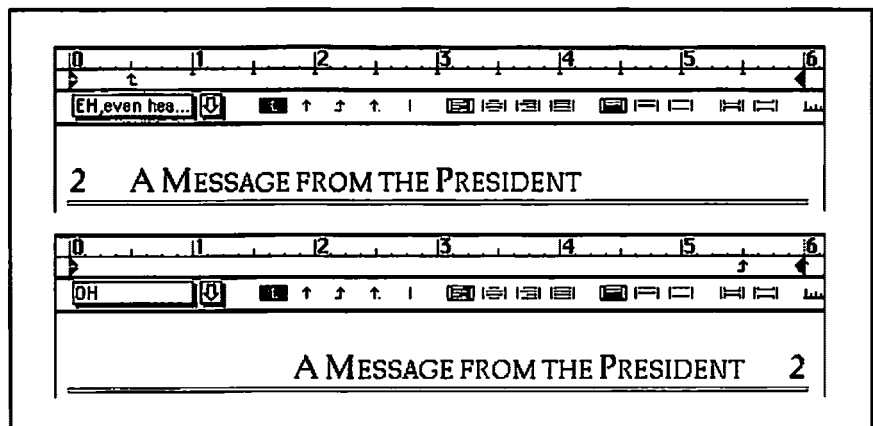 0 1 2 3 4 5 6
EH,even hea...
2 A MESSAGE FROM THE PRESIDENT
0 1 2 3 4 5 6
OH
A MESSAGE FROM THE PRESIDENT 2